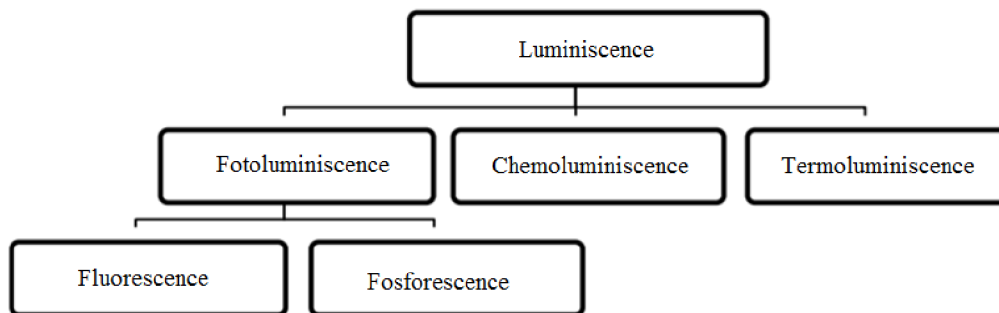 Luminiscence
Fotoluminiscence
Chemoluminiscence
Termoluminiscence
Fluorescence
Fosforescence